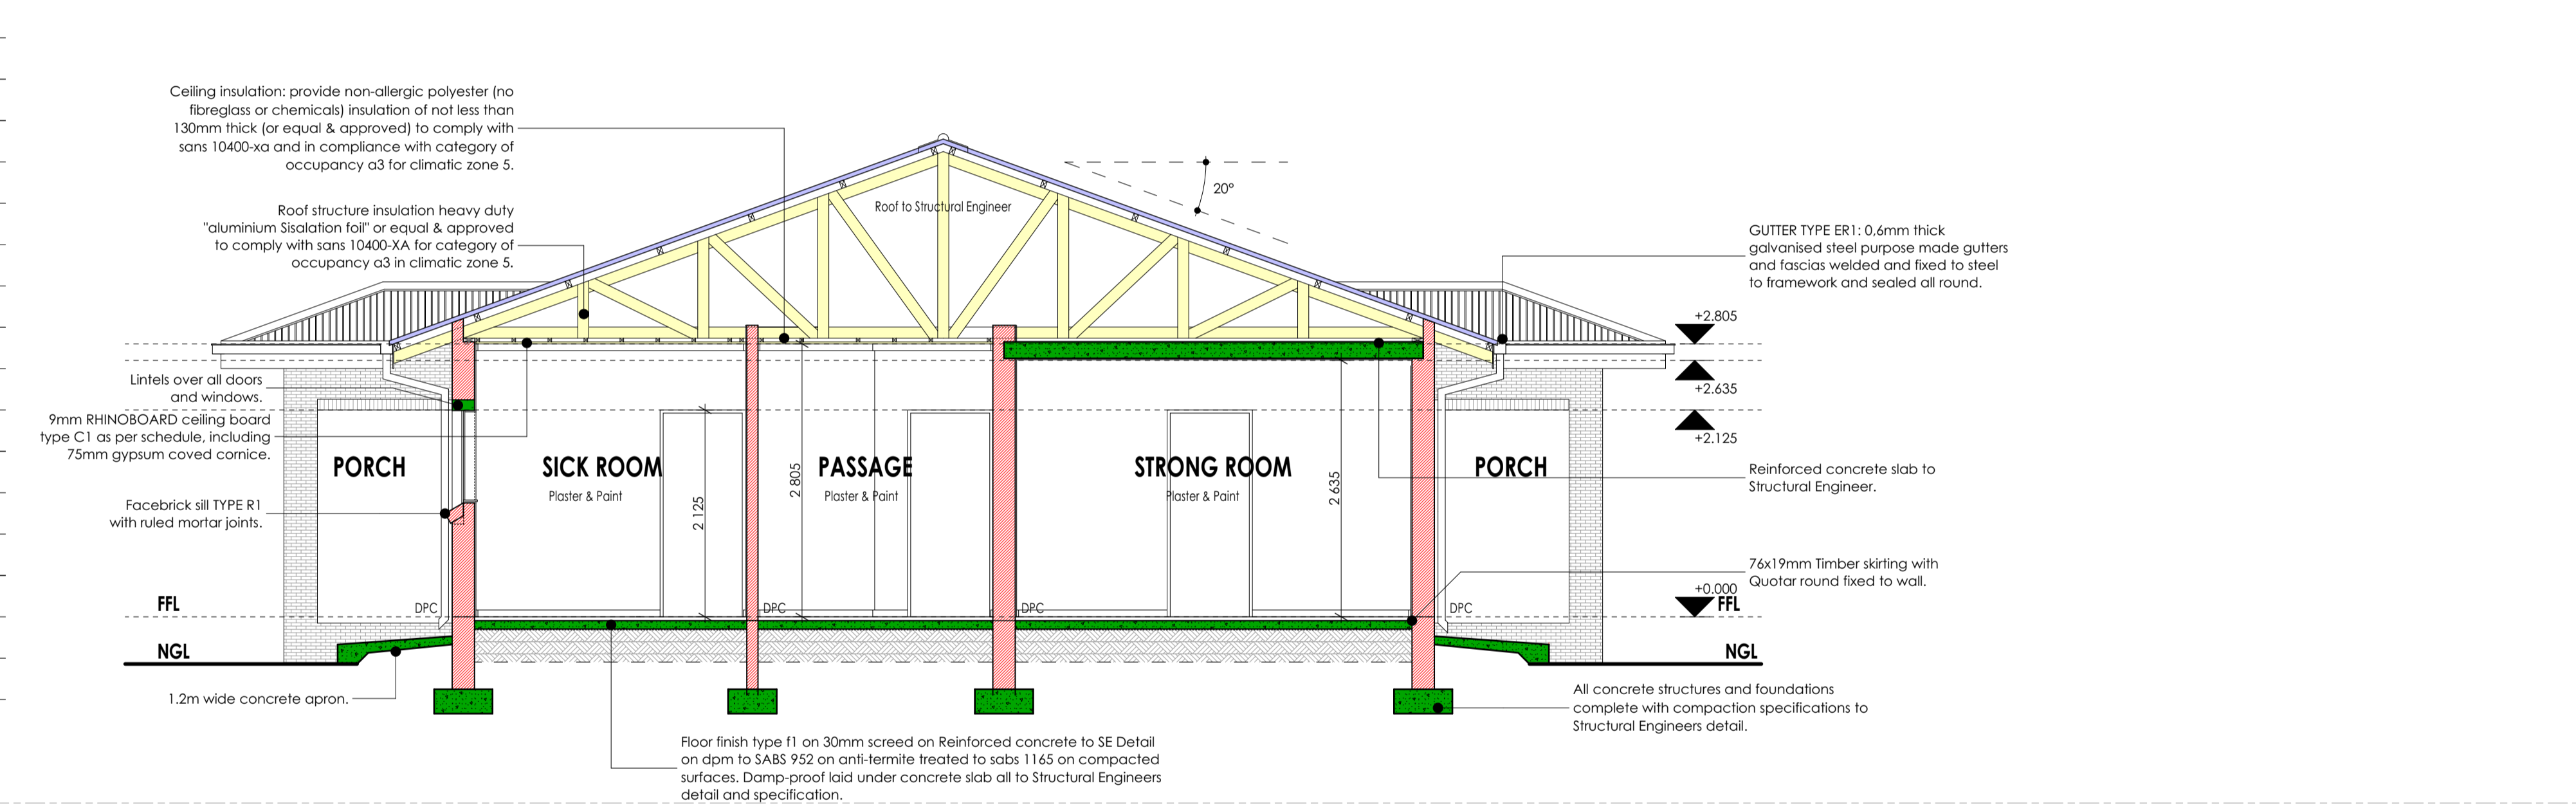 Ceiling insulation: provide non-allergic polyester (no
fibreglass or chemicals) insulation of not less than
130mm thick (or equal & approved) to comply with
sans 10400-xa and in compliance with category of
occupancy a3 for climatic zone 5.
Roof structure insulation heavy duty
"aluminium Sisalation foil" or equal & approved
to comply with sans 10400-XA for category of
occupancy a3 in climatic zone 5.
Roof to Structural Engineer
20°
GUTTER TYPE ER1: 0,6mm thick
galvanised steel purpose made gutters
and fascias welded and fixed to steel
to framework and sealed all round.
+2.805
+2.635
+2.125
Lintels over all doors
and windows.
9mm RHINOBOARD ceiling board
type C1 as per schedule, including
75mm gypsum coved cornice.
PORCH
SICK ROOM
Plaster & Paint
2 125
2 805
PASSAGE
Plaster & Paint
STRONG ROOM
Plaster & Paint
2 635
PORCH
Reinforced concrete slab to
Structural Engineer.
Facebrick sill TYPE R1
with ruled mortar joints.
76x19mm Timber skirting with
Quotar round fixed to wall.
+0.000
FFL
FFL
DPC
DPC
DPC
DPC
NGL
NGL
1.2m wide concrete apron.
All concrete structures and foundations
complete with compaction specifications to
Structural Engineers detail.
Floor finish type f1 on 30mm screed on Reinforced concrete to SE Detail
on dpm to SABS 952 on anti-termite treated to sabs 1165 on compacted
surfaces. Damp-proof laid under concrete slab all to Structural Engineers
detail and specification.